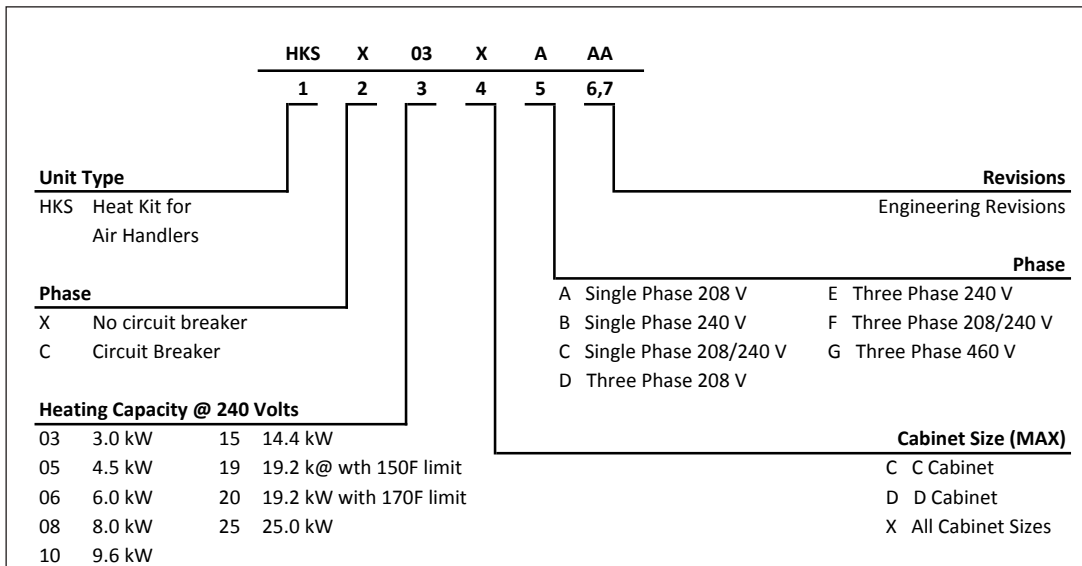 HKS X 03 X A AA
1 2 3 4 5 6,7
Unit Type
HKS Heat Kit for
Air Handlers
Phase
X No circuit breaker
C Circuit Breaker
Heating Capacity @ 240 Volts
03 3.0 kW 15 14.4 kW
05 4.5 kW 19 19.2 k@ wth 150F limit
06 6.0 kW 20 19.2 kW with 170F limit
08 8.0 kW 25 25.0 kW
10 9.6 kW
Revisions
Engineering Revisions
Phase
A Single Phase 208 V E Three Phase 240 V
B Single Phase 240 V F Three Phase 208/240 V
C Single Phase 208/240 V G Three Phase 460 V
D Three Phase 208 V
Cabinet Size (MAX)
C C Cabinet
D D Cabinet
X All Cabinet Sizes